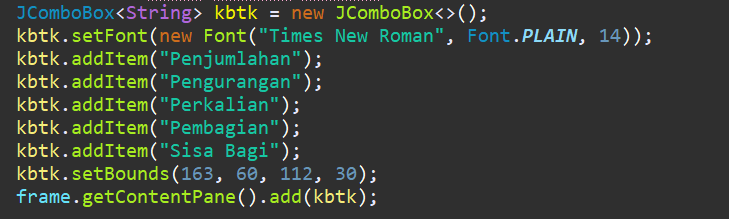 JComboBox<String> kbtk = new JComboBox<>();
kbtk.setFont(new Font("Times New Roman", Font.PLAIN, 14));
kbtk.addItem("Penjumlahan");
kbtk.addItem("Pengurangan");
kbtk.addItem("Perkalian");
kbtk.addItem("Pembagian");
kbtk.addItem("Sisa Bagi");
kbtk.setBounds(163, 60, 112, 30);
frame.getContentPane().add(kbtk);